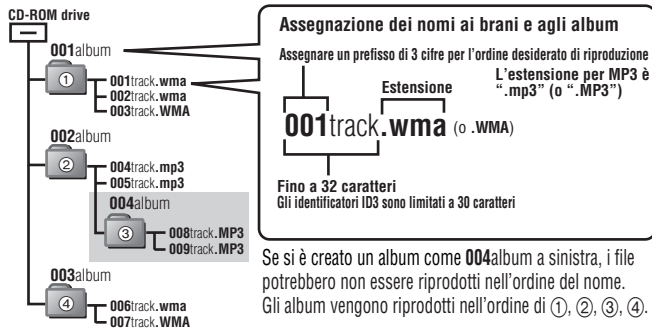 CD-ROM drive
001album
①
001track.wma
002track.wma
003track.WMA
002album
②
004track.mp3
005track.mp3
004album
③
008track.MP3
009track.MP3
003album
④
006track.wma
007track.WMA
Assegnazione dei nomi ai brani e agli album
Assegnare un prefisso di 3 cifre per l'ordine desiderato di riproduzione
Estensione
L'estensione per MP3 è
".mp3" (o ".MP3")
001track.wma (o .WMA)
Fino a 32 caratteri
Gli identificatori ID3 sono limitati a 30 caratteri
Se si è creato un album come 004album a sinistra, i file
potrebbero non essere riprodotti nell'ordine del nome.
Gli album vengono riprodotti nell'ordine di ①, ②, ③, ④.